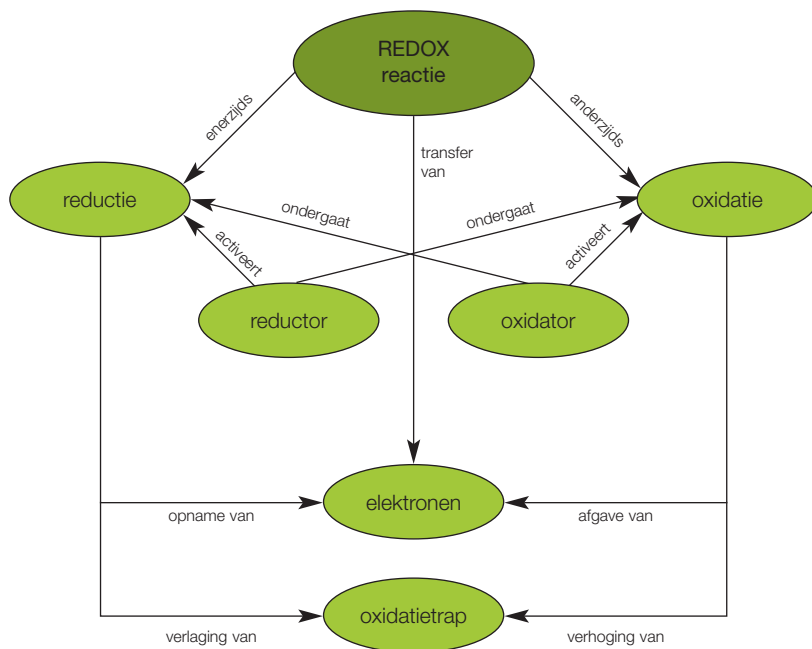 REDOX
reactie
enerzijds
anderzijds
transfer
van
reductie
oxidatie
ondergaat
ondergaat
activeert
activeert
reductor
oxidator
elektronen
opname van
afgave van
oxidatietrap
verlaging van
verhoging van